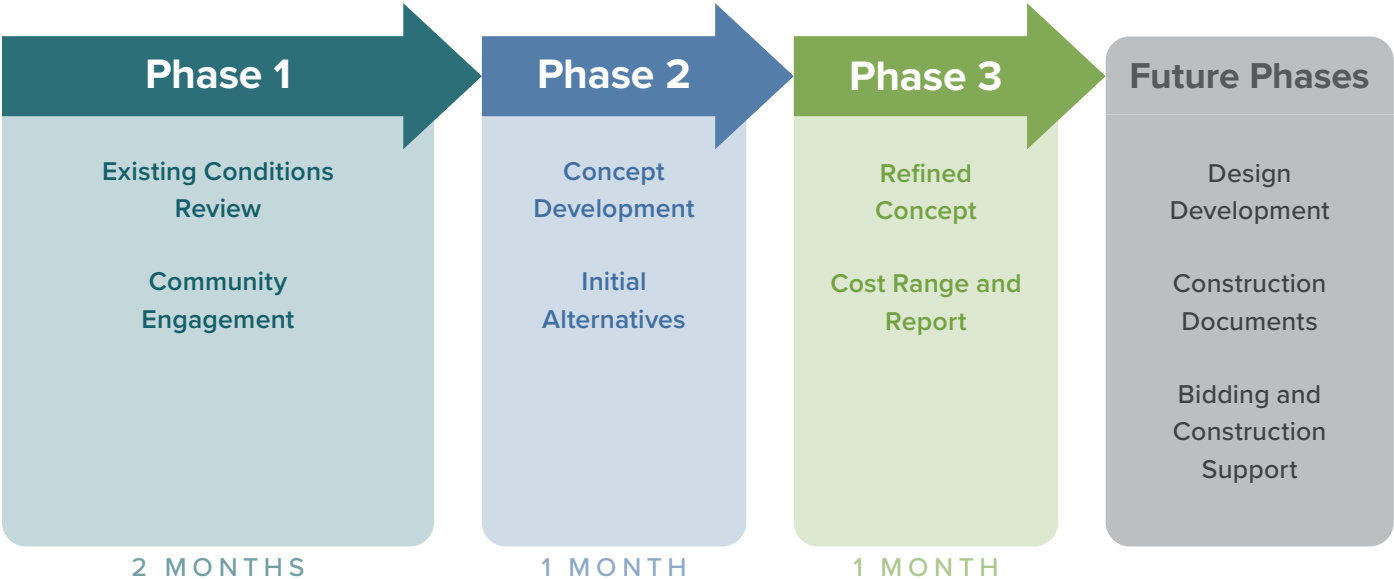 Phase 1
Existing Conditions
Review
Community
Engagement
2 MONTHS
Phase 2
Concept
Development
Initial
Alternatives
1 MONTH
Phase 3
Refined
Concept
Cost Range and
Report
1 MONTH
Future Phases
Design
Development
Construction
Documents
Bidding and
Construction
Support